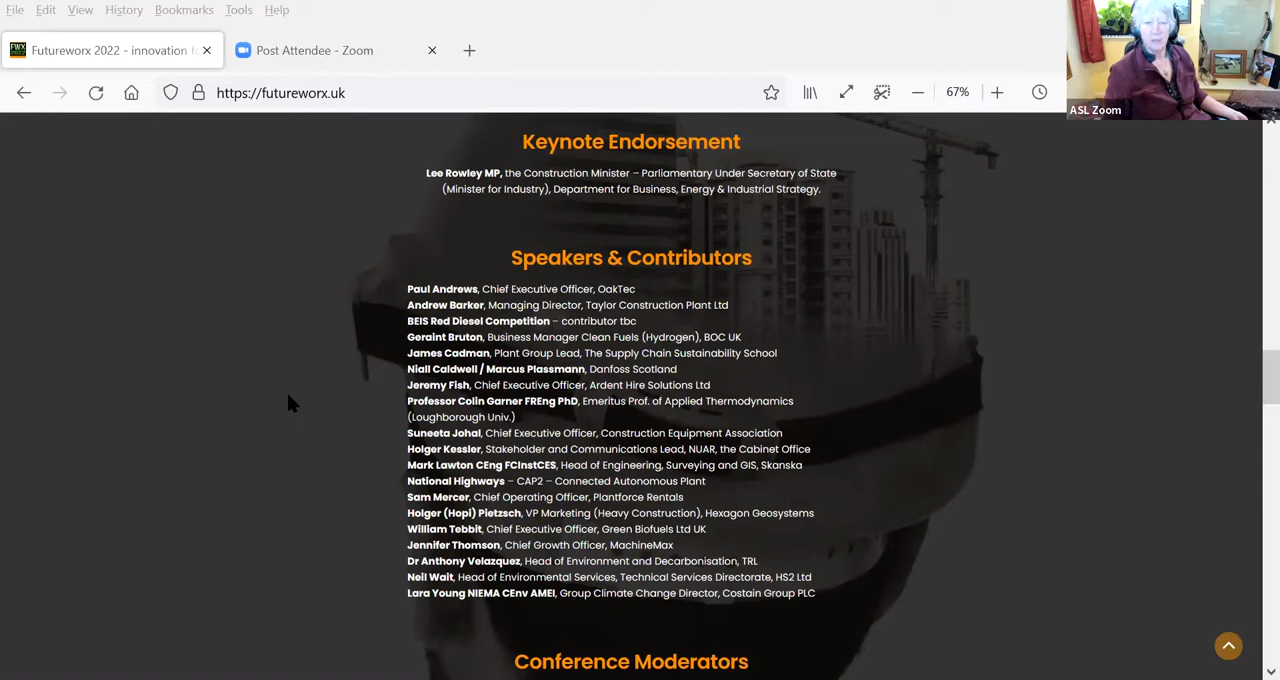 File Edit View History Bookmarks Tools Help
Futureworx 2022 - innovation f
Post Attendee - Zoom
https://futureworx.uk
67%
ASL Zoom
Keynote Endorsement
Lee Rowley MP, the Construction Minister – Parliamentary Under Secretary of State
(Minister for Industry), Department for Business, Energy & Industrial Strategy.
Speakers & Contributors
Paul Andrews, Chief Executive Officer, OakTec
Andrew Barker, Managing Director, Taylor Construction Plant Ltd
BEIS Red Diesel Competition – contributor tbc
Geraint Bruton, Business Manager Clean Fuels (Hydrogen), BOC UK
James Cadman, Plant Group Lead, The Supply Chain Sustainability School
Niall Caldwell / Marcus Plassmann, Danfoss Scotland
Jeremy Fish, Chief Executive Officer, Ardent Hire Solutions Ltd
Professor Colin Garner FREng PhD, Emeritus Prof. of Applied Thermodynamics
(Loughborough Univ.)
Suneeta Johal, Chief Executive Officer, Construction Equipment Association
Holger Kessler, Stakeholder and Communications Lead, NUAR, the Cabinet Office
Mark Lawton CEng FCInstCES, Head of Engineering, Surveying and GIS, Skanska
National Highways – CAP2 – Connected Autonomous Plant
Sam Mercer, Chief Operating Officer, Plantforce Rentals
Holger (Hopi) Pietzsch, VP Marketing (Heavy Construction), Hexagon Geosystems
William Tebbit, Chief Executive Officer, Green Biofuels Ltd UK
Jennifer Thomson, Chief Growth Officer, MachineMax
Dr Anthony Velazquez, Head of Environment and Decarbonisation, TRL
Neil Wait, Head of Environmental Services, Technical Services Directorate, HS2 Ltd
Lara Young NIEMA CEnv AMEI, Group Climate Change Director, Costain Group PLC
Conference Moderators